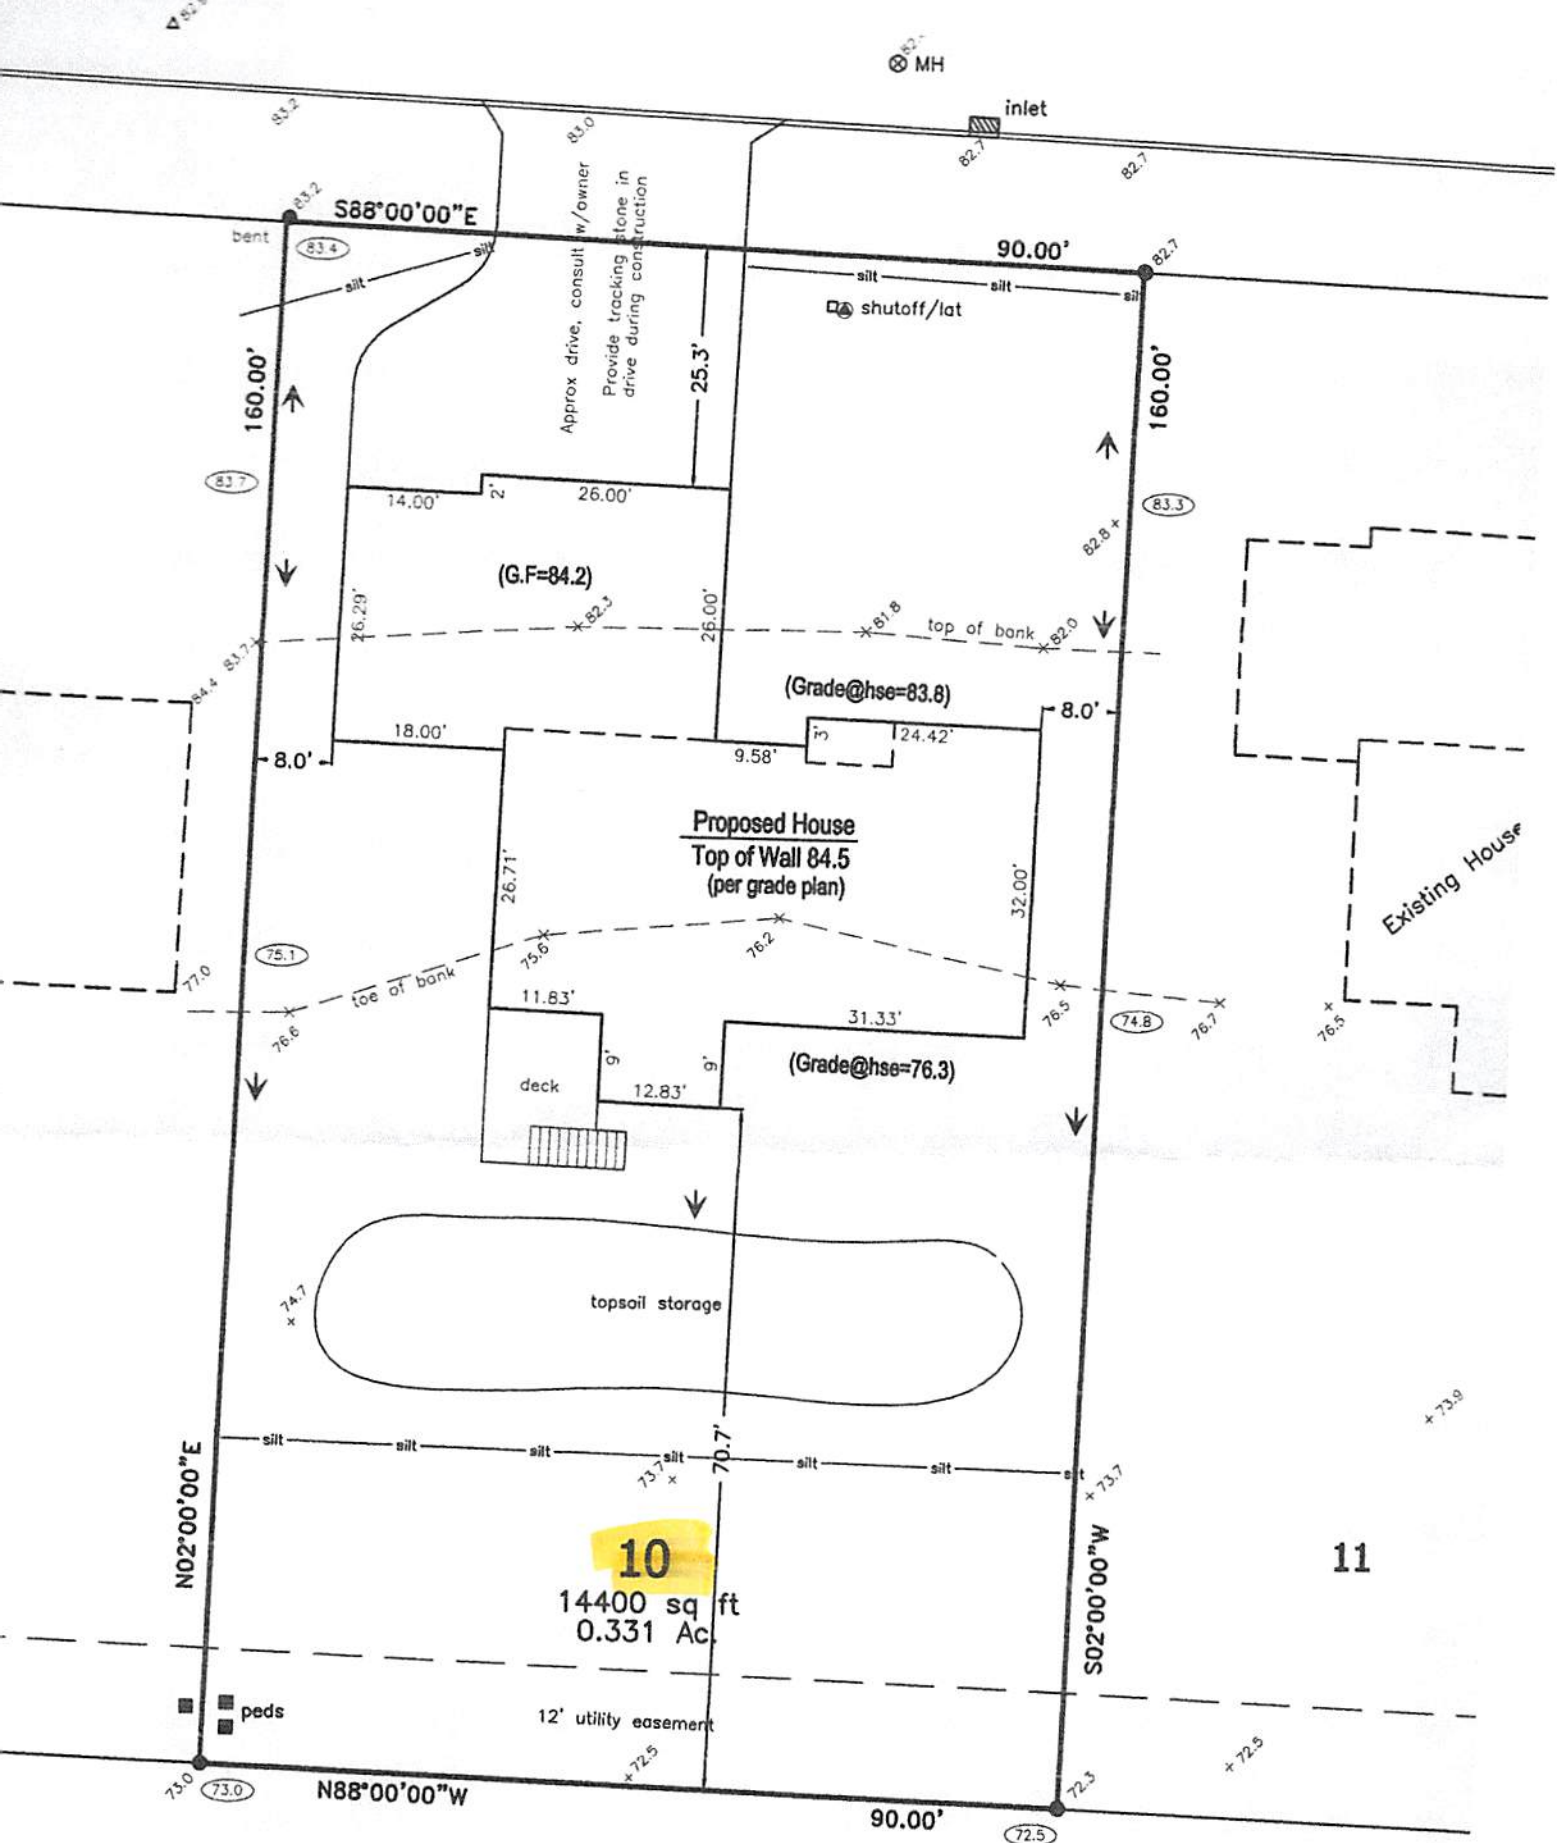 MH
inlet
83.2
83.0
82.7
82.7
83.2
S88°00'00"E
bent
83.4
silt
silt
Approx drive, consult w/owner
Provide tracking stone in
drive during construction
90.00'
82.7
silt
silt
shutoff/lat
160.00'
25.3'
160.00'
83.7
14.00'
2'
26.00'
83.3
82.8
(G.F=84.2)
26.29'
82.3
26.00'
81.8
top of bank
82.0
83.7
84.4
(Grade@hse=83.8)
8.0'
18.00'
8.0'
9.58'
3'
24.42'
Proposed House
Top of Wall 84.5
(per grade plan)
26.71'
32.00'
Existing House
75.1
77.0
toe of bank
75.6
76.2
76.6
76.5
74.8
76.7
76.5
11.83'
31.33'
9'
9'
deck
12.83'
(Grade@hse=76.3)
74.7
topsoil storage
73.9
silt
silt
silt
silt
silt
silt
73.7
70.7'
73.7
N02°00'00"E
10
14400 sq ft
0.331 Ac.
S02°00'00"W
11
peds
12' utility easement
72.5
72.5
73.0
73.0
N88°00'00"W
90.00'
72.3
72.5